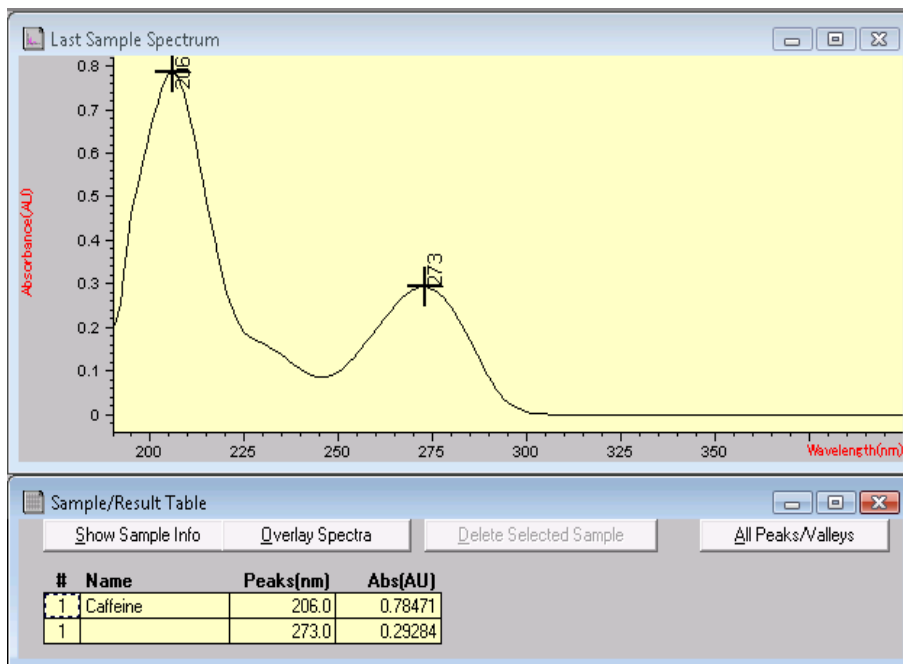 Last Sample Spectrum
Absorbance(AU)
0.8
0.7
0.6
0.5
0.4
0.3
0.2
0.1
0
206
273
200 225 250 275 300 325 350 Wavelength(nm)
Sample/Result Table
Show Sample Info Overlay Spectra Delete Selected Sample All Peaks/Valleys
# Name Peaks(nm) Abs(AU)
1 Caffeine 206.0 0.78471
1 273.0 0.29284